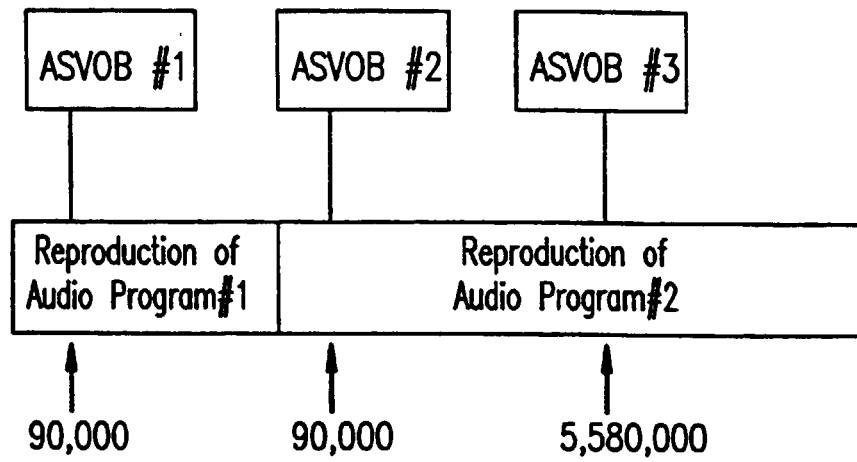 ASVOB #1
ASVOB #2
ASVOB #3
Reproduction of
Audio Program#1
Reproduction of
Audio Program#2
90,000
90,000
5,580,000